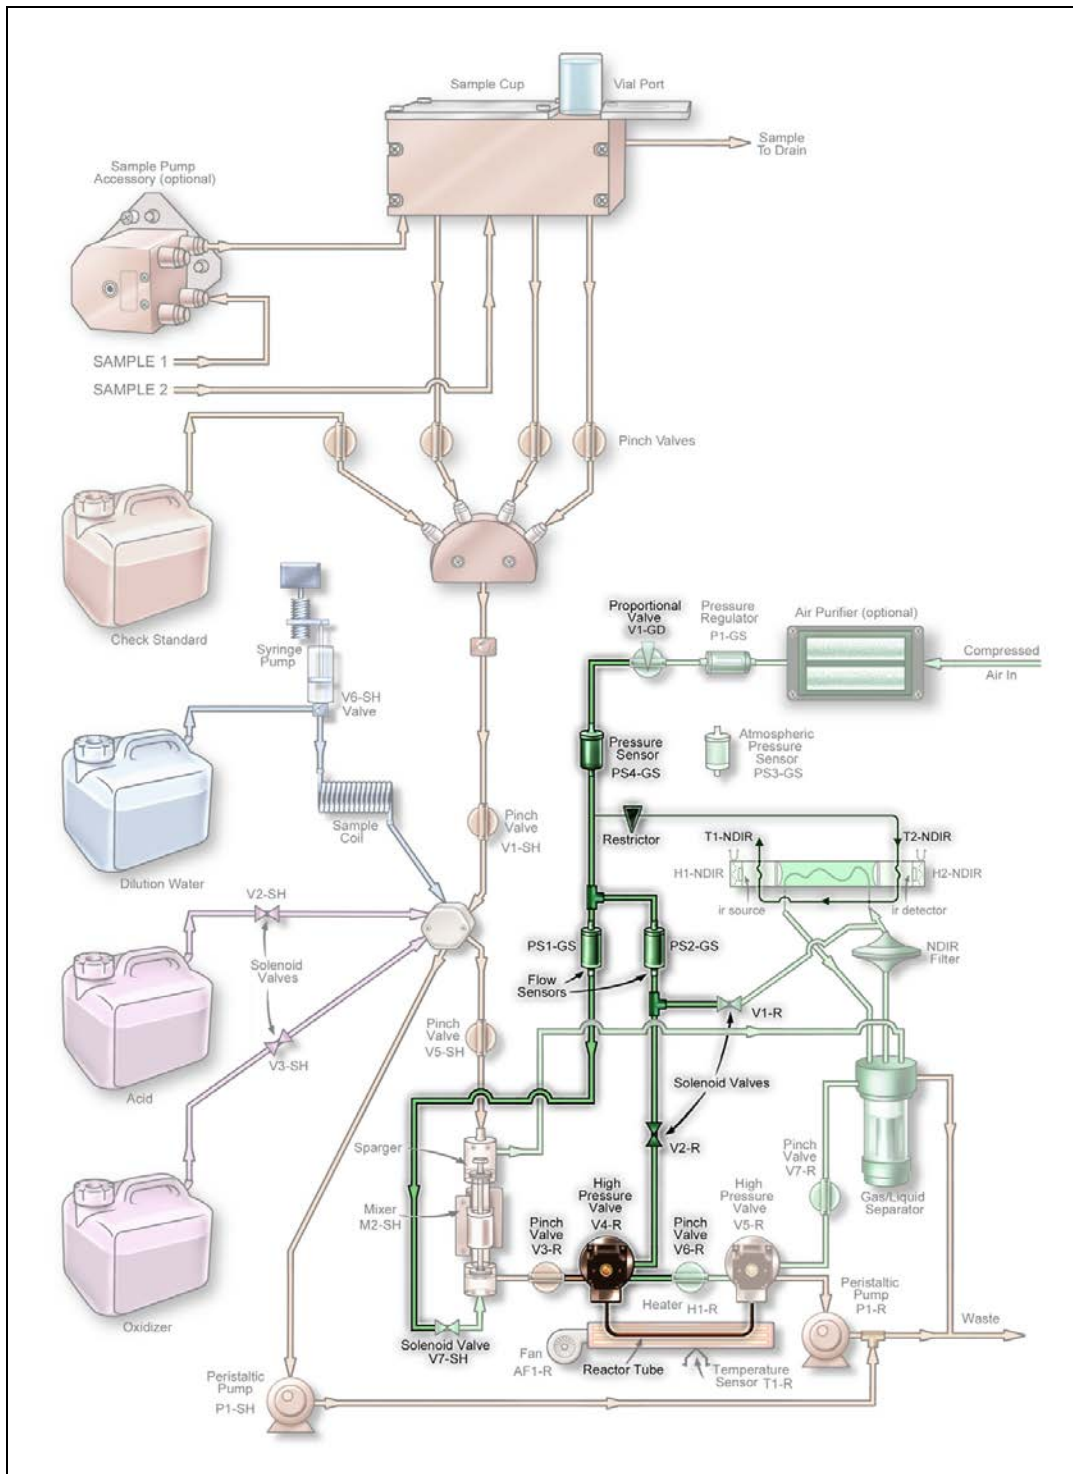 Sample Cup
Vial Port
Sample
To Drain
Sample Pump
Accessory (optional)
SAMPLE 1
SAMPLE 2
Pinch Valves
Check Standard
Proportional
Valve
V1-GD
Pressure
Regulator
P1-GS
Air Purifier (optional)
Compressed
Air In
Syringe
Pump
V6-SH
Valve
Pressure
Sensor
PS4-GS
Atmospheric
Pressure
Sensor
PS3-GS
Sample
Coil
Pinch
Valve
V1-SH
Restrictor
T1-NDIR
T2-NDIR
H1-NDIR
H2-NDIR
ir source
ir detector
Dilution Water
V2-SH
PS1-GS
PS2-GS
NDIR
Filter
Solenoid
Valves
Flow
Sensors
V1-R
Pinch
Valve
V5-SH
V3-SH
Solenoid Valves
Acid
Sparger
V2-R
Pinch
Valve
V7-R
Gas/Liquid
Separator
Mixer
M2-SH
High
Pressure
Valve
V4-R
High
Pressure
Valve
V5-R
Pinch
Valve
V3-R
Pinch
Valve
V6-R
Peristaltic
Pump
P1-R
Heater
H1-R
Waste
Oxidizer
Solenoid Valve
V7-SH
Fan
AF1-R
Reactor Tube
Temperature
Sensor T1-R
Peristaltic
Pump
P1-SH